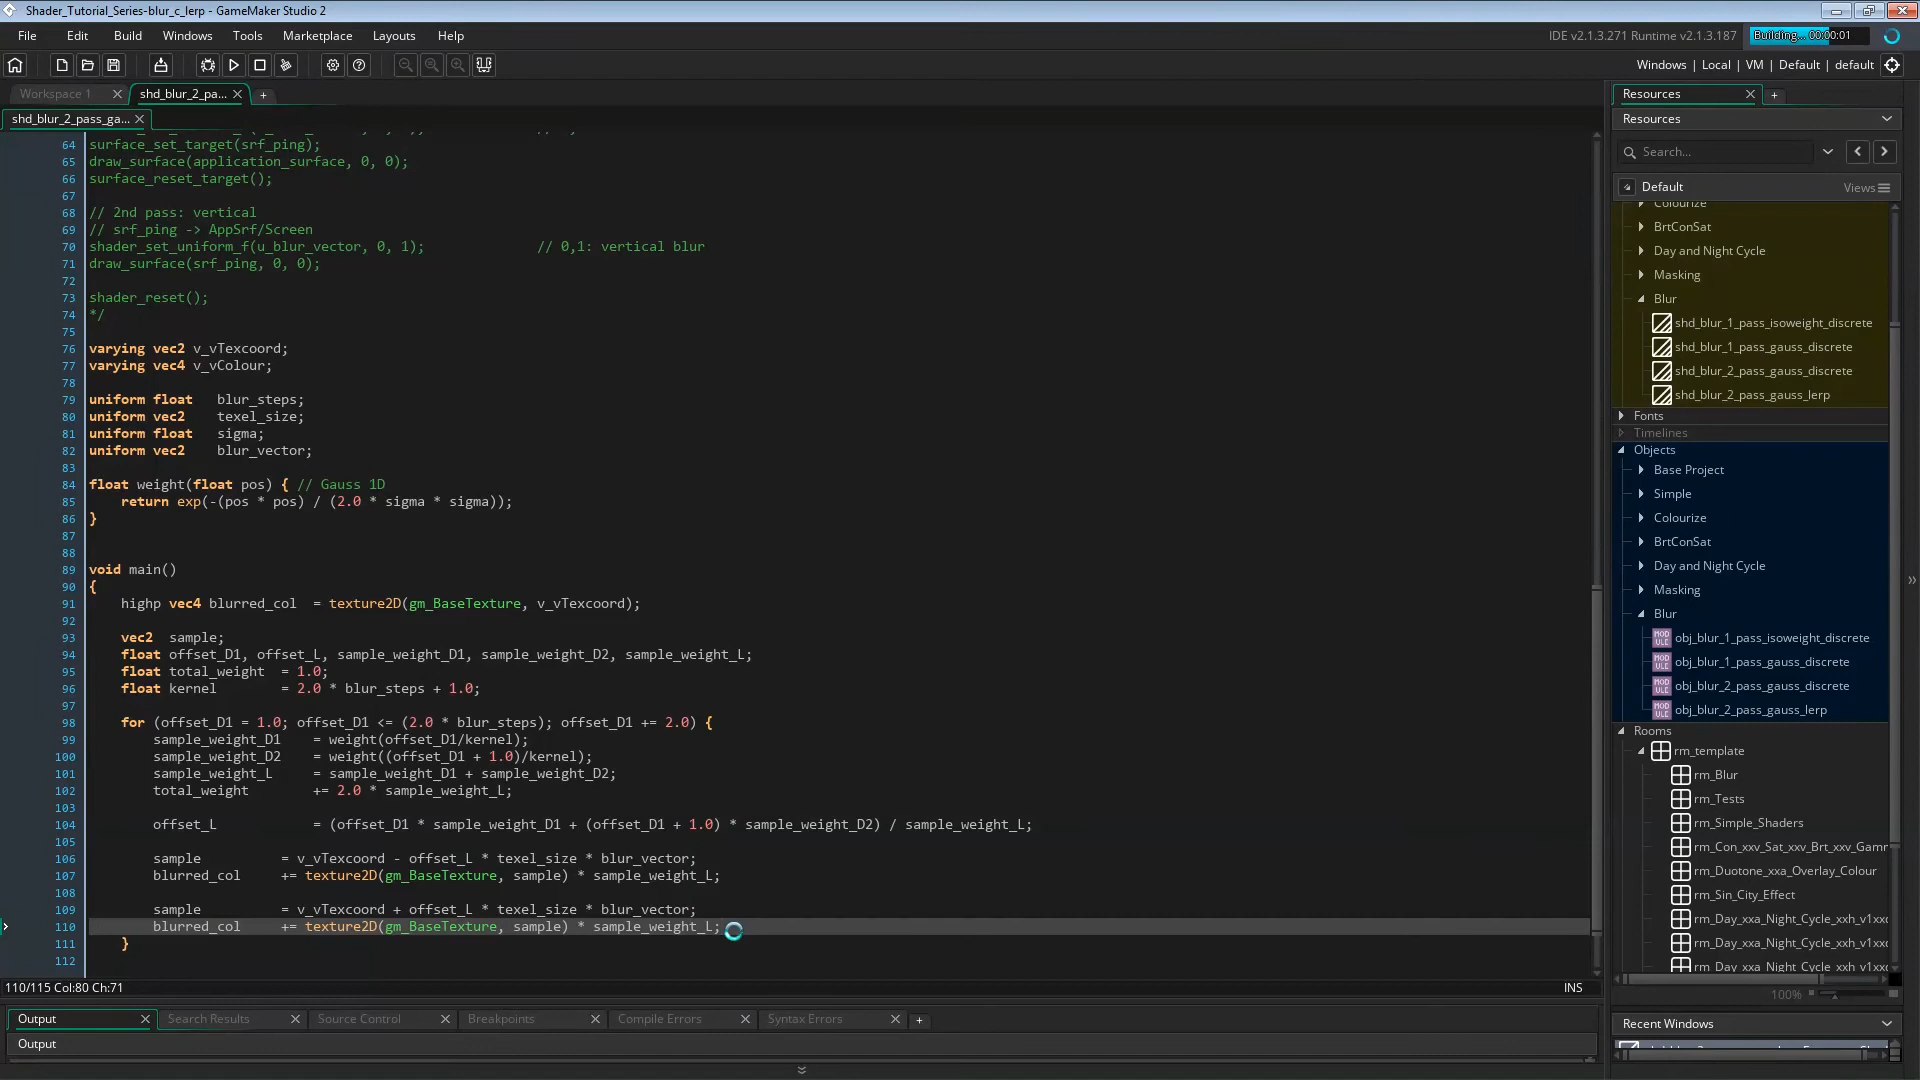 Shader_Tutorial_Series-blur_c_lerp - GameMaker Studio 2
File Edit Build Windows Tools Marketplace Layouts Help
IDE v2.1.3.271 Runtime v2.1.3.187
Building... 00:00:01
Windows | Local | VM | Default | default
Workspace 1
shd_blur_2_pa...
shd_blur_2_pass_ga...
64 surface_set_target(srf_ping);
65 draw_surface(application_surface, 0, 0);
66 surface_reset_target();
67
68 // 2nd pass: vertical
69 // srf_ping -> AppSrf/Screen
70 shader_set_uniform_f(u_blur_vector, 0, 1); // 0,1: vertical blur
71 draw_surface(srf_ping, 0, 0);
72
73 shader_reset();
74 */
75
76 varying vec2 v_vTexcoord;
77 varying vec4 v_vColour;
78
79 uniform float blur_steps;
80 uniform vec2 texel_size;
81 uniform float sigma;
82 uniform vec2 blur_vector;
83
84 float weight(float pos) { // Gauss 1D
85 return exp(-(pos * pos) / (2.0 * sigma * sigma));
86 }
87
88
89 void main()
90 {
91 highp vec4 blurred_col = texture2D(gm_BaseTexture, v_vTexcoord);
92
93 vec2 sample;
94 float offset_D1, offset_L, sample_weight_D1, sample_weight_D2, sample_weight_L;
95 float total_weight = 1.0;
96 float kernel = 2.0 * blur_steps + 1.0;
97
98 for (offset_D1 = 1.0; offset_D1 <= (2.0 * blur_steps); offset_D1 += 2.0) {
99 sample_weight_D1 = weight(offset_D1/kernel);
100 sample_weight_D2 = weight((offset_D1 + 1.0)/kernel);
101 sample_weight_L = sample_weight_D1 + sample_weight_D2;
102 total_weight += 2.0 * sample_weight_L;
103
104 offset_L = (offset_D1 * sample_weight_D1 + (offset_D1 + 1.0) * sample_weight_D2) / sample_weight_L;
105
106 sample = v_vTexcoord - offset_L * texel_size * blur_vector;
107 blurred_col += texture2D(gm_BaseTexture, sample) * sample_weight_L;
108
109 sample = v_vTexcoord + offset_L * texel_size * blur_vector;
110 blurred_col += texture2D(gm_BaseTexture, sample) * sample_weight_L;
111 }
112
110/115 Col:80 Ch:71
INS
Output
Search Results
Source Control
Breakpoints
Compile Errors
Syntax Errors
Output
Resources
Resources
Search...
Default
Views
Colourize
BrtConSat
Day and Night Cycle
Masking
Blur
shd_blur_1_pass_isoweight_discrete
shd_blur_1_pass_gauss_discrete
shd_blur_2_pass_gauss_discrete
shd_blur_2_pass_gauss_lerp
Fonts
Timelines
Objects
Base Project
Simple
Colourize
BrtConSat
Day and Night Cycle
Masking
Blur
obj_blur_1_pass_isoweight_discrete
obj_blur_1_pass_gauss_discrete
obj_blur_2_pass_gauss_discrete
obj_blur_2_pass_gauss_lerp
Rooms
rm_template
rm_Blur
rm_Tests
rm_Simple_Shaders
rm_Con_xxv_Sat_xxv_Brt_xxv_Gamm
rm_Duotone_xxa_Overlay_Colour
rm_Sin_City_Effect
rm_Day_xxa_Night_Cycle_xxh_v1xxc
rm_Day_xxa_Night_Cycle_xxh_v1xxc
rm_Day_xxa_Night_Cycle_xxh_v1xxc
100%
Recent Windows